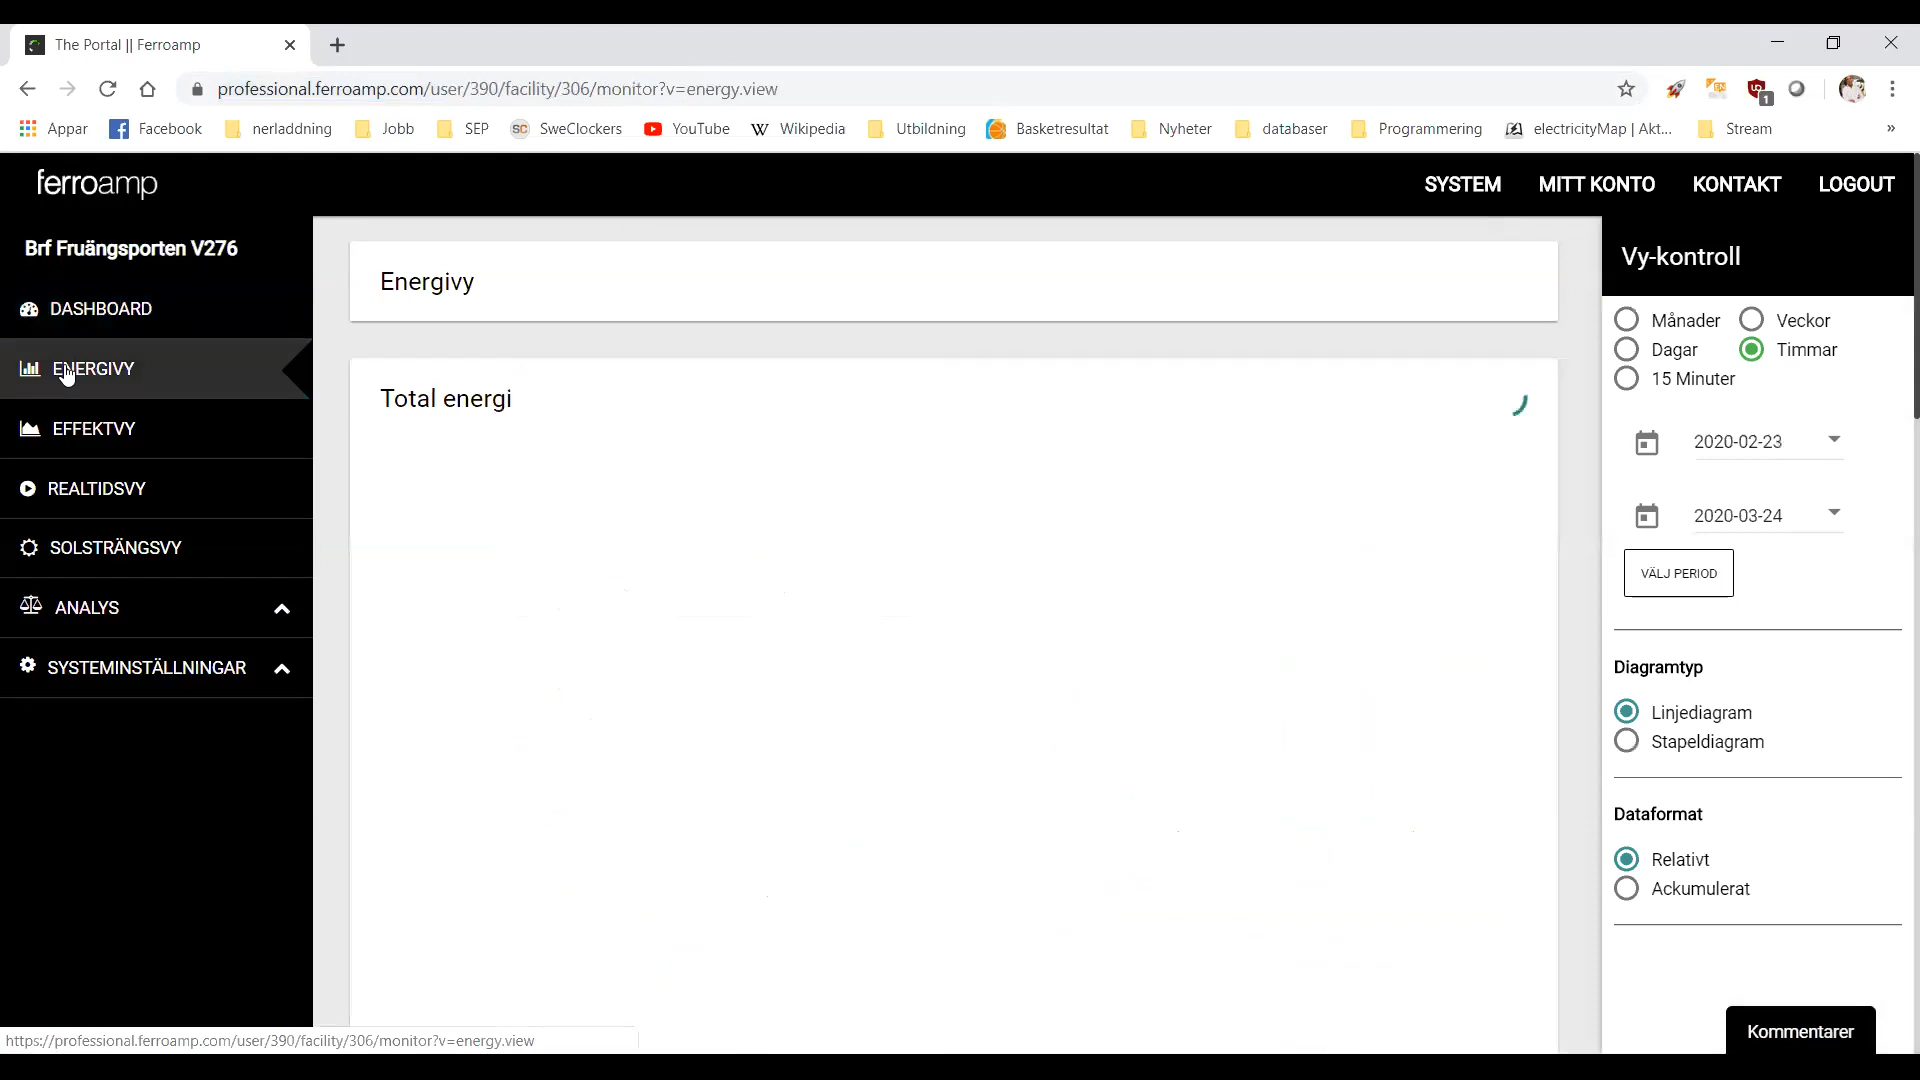 The Portal || Ferroamp
professional.ferroamp.com/user/390/facility/306/monitor?v=energy.view
EN
UD
1
Appar
Facebook
nerladdning
Jobb
SEP
SC
SweClockers
YouTube
W
Wikipedia
Utbildning
Basketresultat
Nyheter
databaser
Programmering
electricityMap | Akt...
Stream
»
ferroamp
SYSTEM
MITT KONTO
KONTAKT
LOGOUT
Brf Fruängsporten V276
DASHBOARD
ENERGIVY
EFFEKTVY
REALTIDSVY
SOLSTRÄNGSVY
ANALYS
SYSTEMINSTÄLLNINGAR
Energivy
Total energi
Vy-kontroll
Månader
Veckor
Dagar
Timmar
15 Minuter
2020-02-23
2020-03-24
VÄLJ PERIOD
Diagramtyp
Linjediagram
Stapeldiagram
Dataformat
Relativt
Ackumulerat
Kommentarer
https://professional.ferroamp.com/user/390/facility/306/monitor?v=energy.view